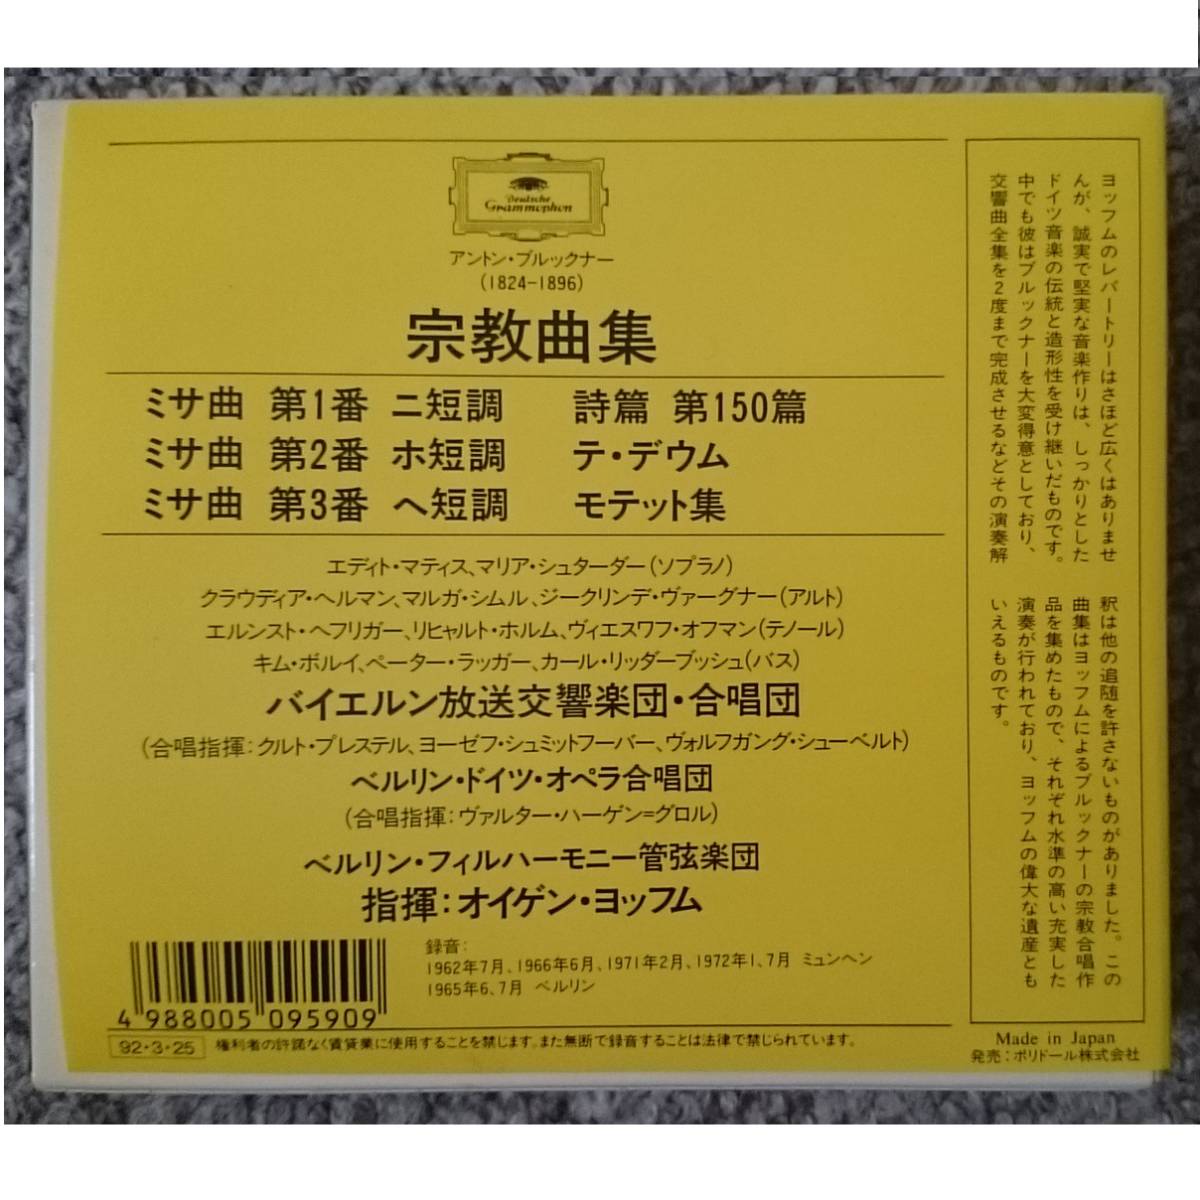 Deutsche
Grammophon
アントン・ブルックナー
(1824-1896)
宗教曲集
ミサ曲 第1番 ニ短調 詩篇 第150篇
ミサ曲 第2番 ホ短調 テ・デウム
ミサ曲 第3番 ヘ短調 モテット集
エディト・マティス、マリア・シュターダー(ソプラノ)
クラウディア・ヘルマン、マルガ・シムル、ジークリンデ・ヴァーグナー(アルト)
エルンスト・ヘフリガー、リヒャルト・ホルム、ヴィエスワフ・オフマン(テノール)
キム・ボルイ、ペーター・ラッガー、カール・リッダーブッシュ(バス)
バイエルン放送交響楽団・合唱団
(合唱指揮:クルト・プレステル、ヨーゼフ・シュミットフーバー、ヴォルフガング・シューベルト)
ベルリン・ドイツ・オペラ合唱団
(合唱指揮:ヴァルター・ハーゲン=グロル)
ベルリン・フィルハーモニー管弦楽団
指揮:オイゲン・ヨッフム
録音:
1962年7月、1966年6月、1971年2月、1972年1、7月 ミュンヘン
1965年6、7月 ベルリン
4 988005 095909
92・3・25 権利者の許諾なく賃貸業に使用することを禁じます。また無断で録音することは法律で禁じられています。
ヨッフムのレパートリーはさほど広くはありませ
んが、誠実で堅実な音楽作りは、しっかりとした
ドイツ音楽の伝統と造形性を受け継いだものです。
中でも彼はブルックナーを大変得意としており、
交響曲全集を2度まで完成させるなどその演奏解
釈は他の追随を許さないものがありました。この
曲集はヨッフムによるブルックナーの宗教合唱作
品を集めたもので、それぞれ水準の高い充実した
演奏が行われており、ヨッフムの偉大な遺産とも
いえるものです。
Made in Japan
発売:ポリドール株式会社